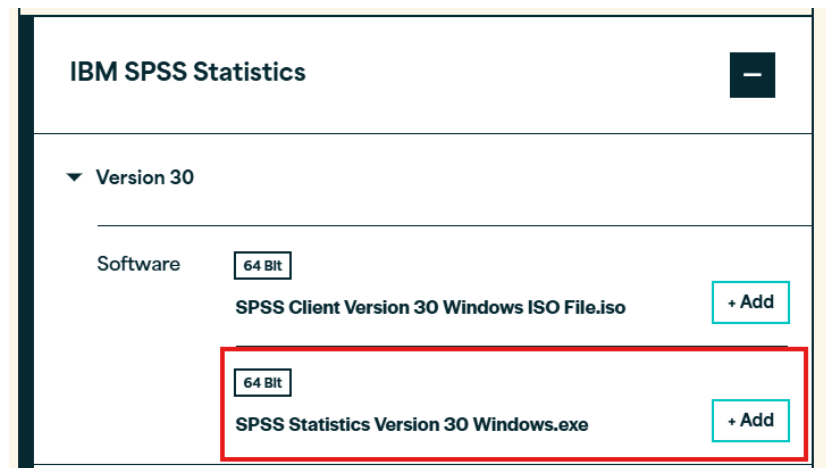 IBM SPSS Statistics
Version 30
Software
64 Bit
SPSS Client Version 30 Windows ISO File.iso
+ Add
64 Bit
SPSS Statistics Version 30 Windows.exe
+ Add